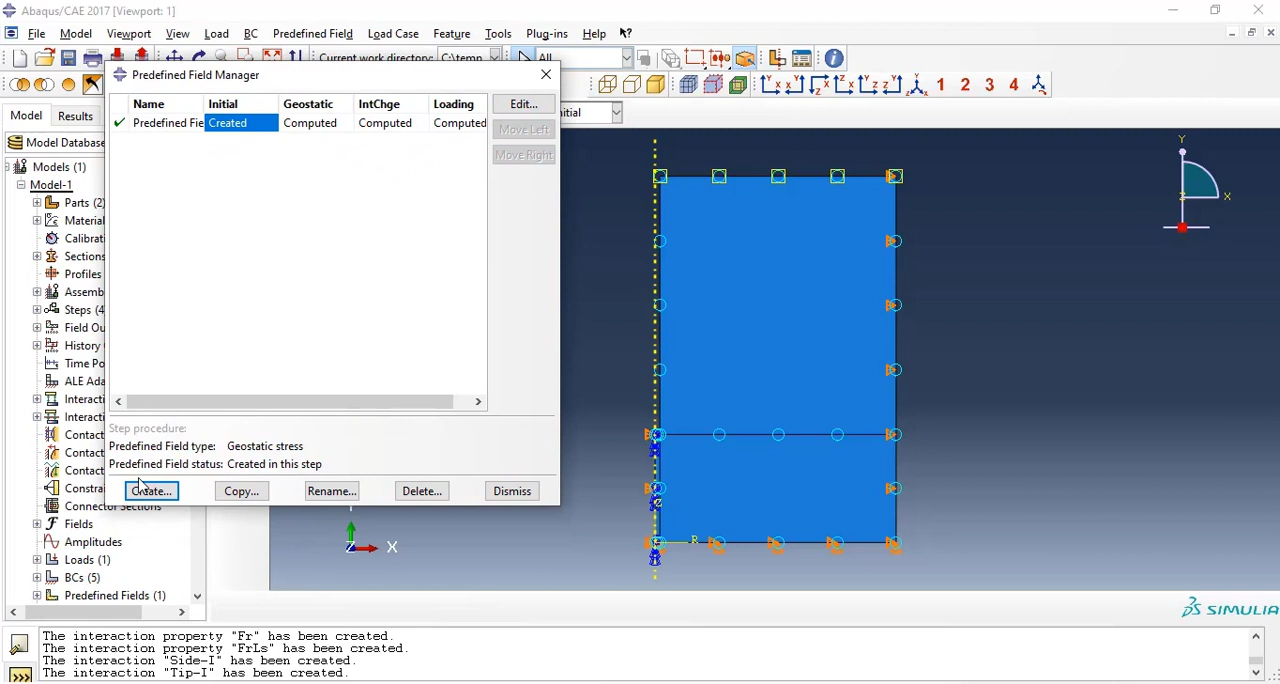 Abaqus/CAE 2017 [Viewport: 1]
File Model Viewport View Load BC Predefined Field Load Case Feature Tools Plug-ins Help
Current work directory: C:\temp All
Predefined Field Manager
1 2 3 4
Model Results
Name Initial Geostatic IntChge Loading
Edit...
Predefined Fie Created Computed Computed Computed
Move Left
Move Right
Model Database
Models (1)
Model-1
Parts (2)
Material
Calibrati
Sections
Profiles
Assemb
Steps (4
Field Ou
History
Time Po
ALE Ada
Interacti
Interacti
Contact
Contact
Contact
Constrai
Connector Sections
Fields
Amplitudes
Loads (1)
BCs (5)
Predefined Fields (1)
Step procedure:
Predefined Field type: Geostatic stress
Predefined Field status: Created in this step
Create... Copy... Rename... Delete... Dismiss
Y
X
Z
R
X
SIMULIA
The interaction property "Fr" has been created.
The interaction property "FrLs" has been created.
The interaction "Side-I" has been created.
The interaction "Tip-I" has been created.